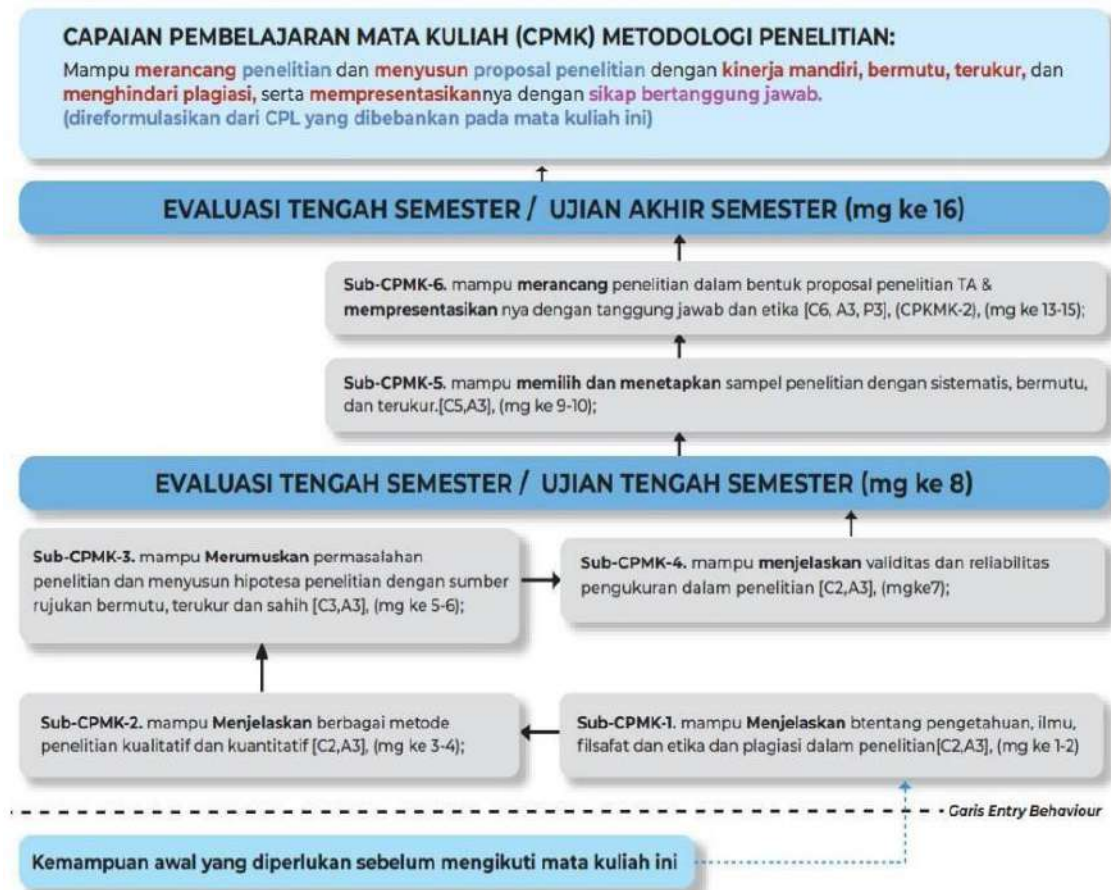 CAPAIAN PEMBELAJARAN MATA KULIAH (CPMK) METODOLOGI PENELITIAN:
Mampu merancang penelitian dan menyusun proposal penelitian dengan kinerja mandiri, bermutu, terukur, dan
menghindari plagiasi, serta mempresentasikannya dengan sikap bertanggung jawab.
(direformulasikan dari CPL yang dibebankan pada mata kuliah ini)
EVALUASI TENGAH SEMESTER / UJIAN AKHIR SEMESTER (mg ke 16)
Sub-CPMK-6. mampu merancang penelitian dalam bentuk proposal penelitian TA &
mempresentasikan nya dengan tanggung jawab dan etika [C6, A3, P3], (CPKMK-2), (mg ke 13-15);
Sub-CPMK-5. mampu memilih dan menetapkan sampel penelitian dengan sistematis, bermutu,
dan terukur.[C5,A3], (mg ke 9-10);
EVALUASI TENGAH SEMESTER / UJIAN TENGAH SEMESTER (mg ke 8)
Sub-CPMK-3. mampu Merumuskan permasalahan
penelitian dan menyusun hipotesa penelitian dengan sumber
rujukan bermutu, terukur dan sahih [C3,A3], (mg ke 5-6);
Sub-CPMK-4. mampu menjelaskan validitas dan reliabilitas
pengukuran dalam penelitian [C2,A3], (mgke7);
Sub-CPMK-2. mampu Menjelaskan berbagai metode
penelitian kualitatif dan kuantitatif [C2,A3], (mg ke 3-4);
Sub-CPMK-1. mampu Menjelaskan btentang pengetahuan, ilmu,
filsafat dan etika dan plagiasi dalam penelitian[C2,A3], (mg ke 1-2)
Garis Entry Behaviour
Kemampuan awal yang diperlukan sebelum mengikuti mata kuliah ini